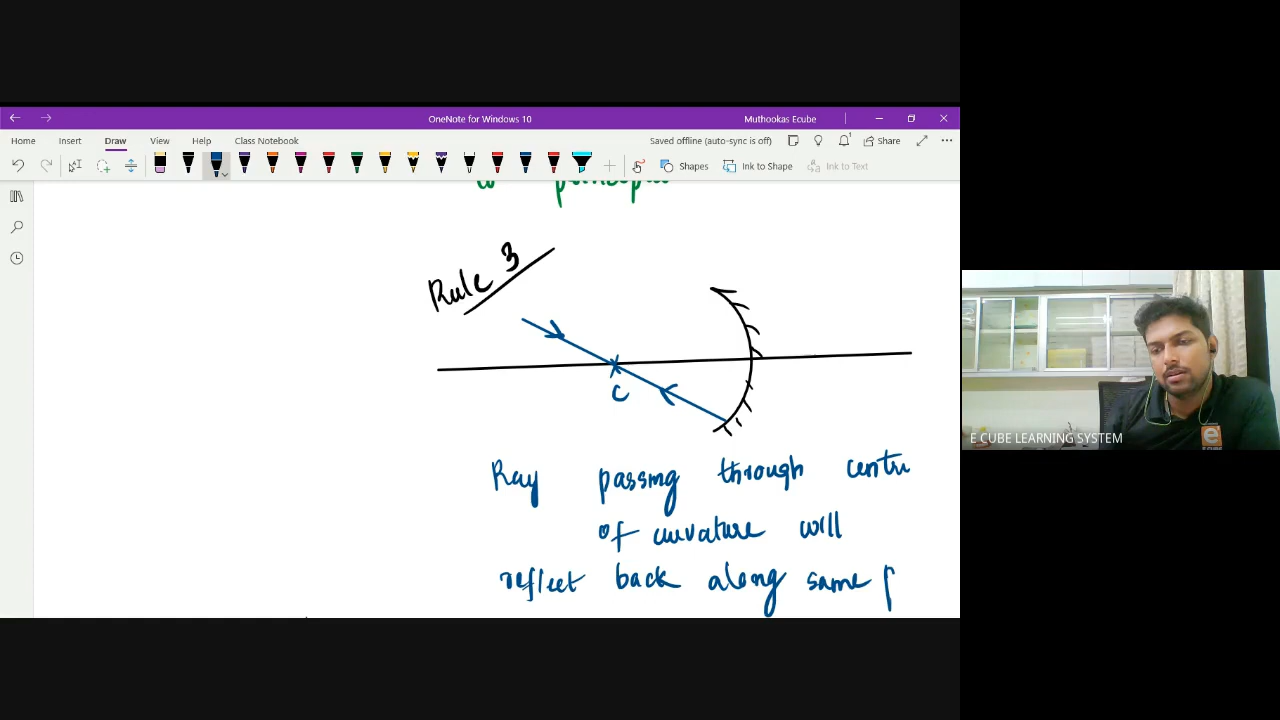 OneNote for Windows 10
Muthookas Ecube
Home Insert Draw View Help Class Notebook
Saved offline (auto-sync is off)
Share
Shapes
Ink to Shape
Ink to Text
Rule 3
C
Ray passing through centre
of curvature will
reflect back along same p
E CUBE LEARNING SYSTEM
e